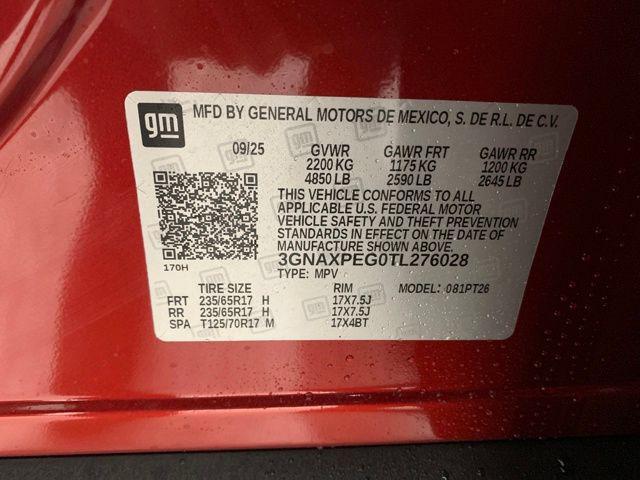 gm MFD BY GENERAL MOTORS DE MEXICO, S. DE R.L. DE C.V.
09/25 GVWR GAWR FRT GAWR RR
2200 KG 1175 KG 1200 KG
4850 LB 2590 LB 2645 LB
THIS VEHICLE CONFORMS TO ALL
APPLICABLE U.S. FEDERAL MOTOR
VEHICLE SAFETY AND THEFT PREVENTION
STANDARDS IN EFFECT ON THE DATE OF
MANUFACTURE SHOWN ABOVE.
170H 3GNAXPEG0TL276028
TYPE: MPV
TIRE SIZE RIM MODEL: 081PT26
FRT 235/65R17 H 17X7.5J
RR 235/65R17 H 17X7.5J
SPA T125/70R17 M 17X4BT